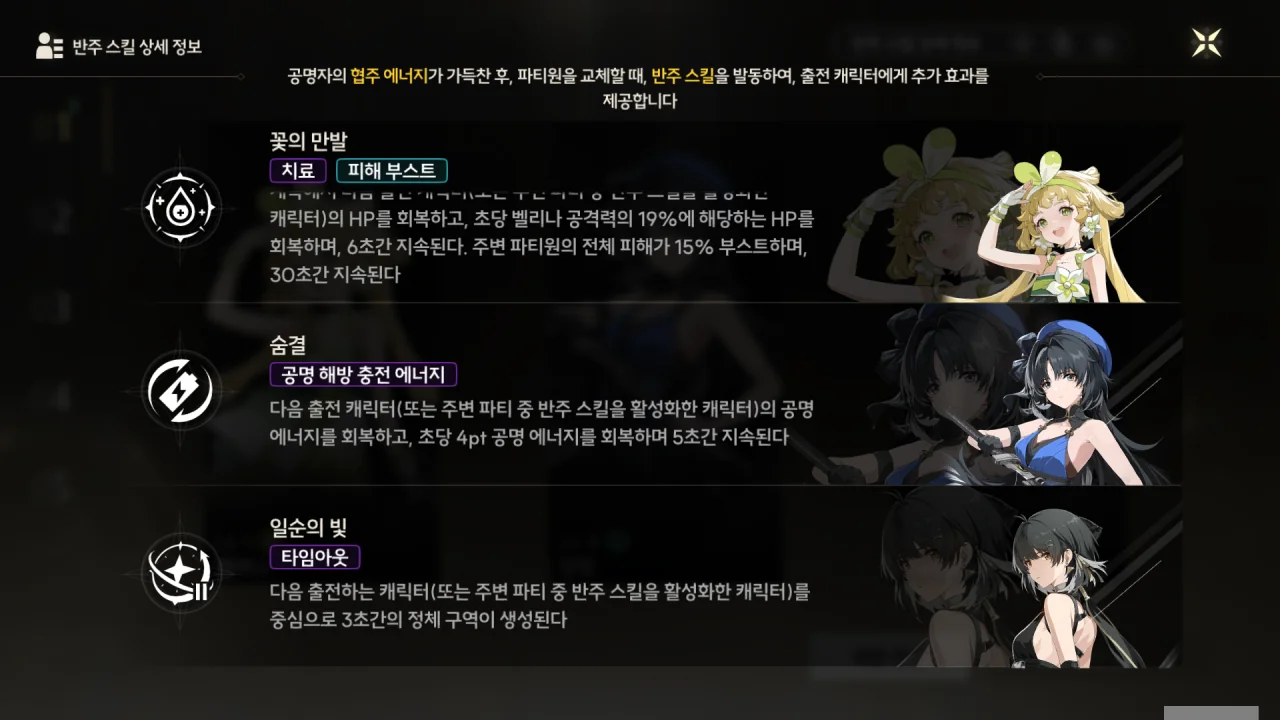 반주 스킬 상세 정보
공명자의 협주 에너지가 가득찬 후, 파티원을 교체할 때, 반주 스킬을 발동하여, 출전 캐릭터에게 추가 효과를
제공합니다
꽃의 만발
치료 피해 부스트
캐릭터)의 HP를 회복하고, 초당 벨리나 공격력의 19%에 해당하는 HP를
회복하며, 6초간 지속된다. 주변 파티원의 전체 피해가 15% 부스트하며,
30초간 지속된다
숨결
공명 해방 충전 에너지
다음 출전 캐릭터(또는 주변 파티 중 반주 스킬을 활성화한 캐릭터)의 공명
에너지를 회복하고, 초당 4pt 공명 에너지를 회복하며 5초간 지속된다
일순의 빛
타임아웃
다음 출전하는 캐릭터(또는 주변 파티 중 반주 스킬을 활성화한 캐릭터)를
중심으로 3초간의 정체 구역이 생성된다